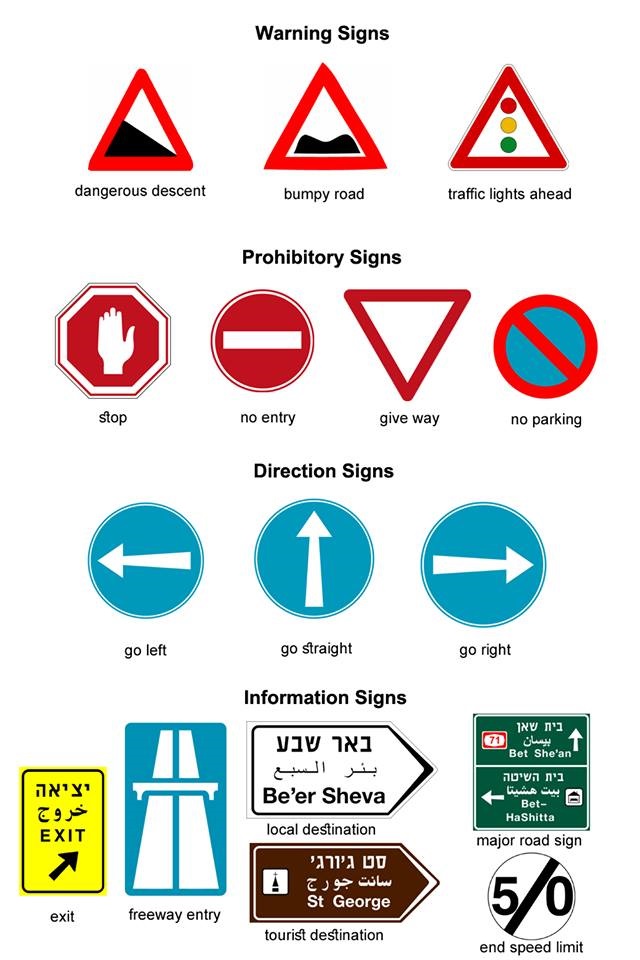 Warning Signs
dangerous descent
bumpy road
traffic lights ahead
Prohibitory Signs
stop
no entry
give way
no parking
Direction Signs
go left
go straight
go right
Information Signs
יציאה
خروج
EXIT
exit
freeway entry
באר שבע
بئر السبع
Be'er Sheva
local destination
סט ג'ורג'י
سانت جورج
St George
tourist destination
בית שאן
71
بيسان
Bet She'an
בית השיטה
بيت هشيتا
Bet-
HaShitta
major road sign
50
end speed limit